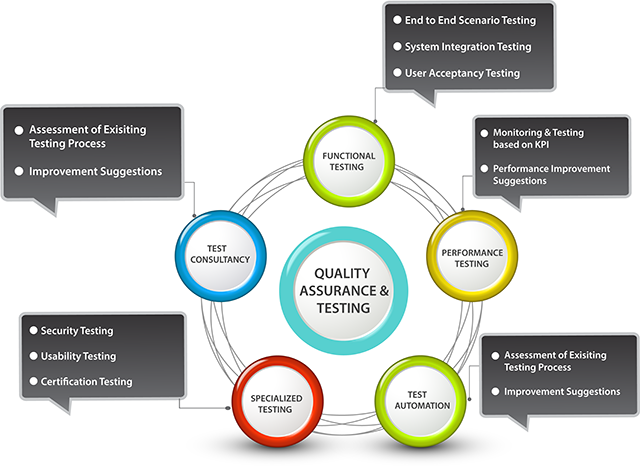 End to End Scenario Testing
System Integration Testing
User Acceptancy Testing
Assessment of Exisiting
Testing Process
Improvement Suggestions
Monitoring & Testing
based on KPI
Performance Improvement
Suggestions
FUNCTIONAL
TESTING
TEST
CONSULTANCY
PERFORMANCE
TESTING
QUALITY
ASSURANCE &
TESTING
Security Testing
Usability Testing
Certification Testing
Assessment of Exisiting
Testing Process
Improvement Suggestions
SPECIALIZED
TESTING
TEST
AUTOMATION